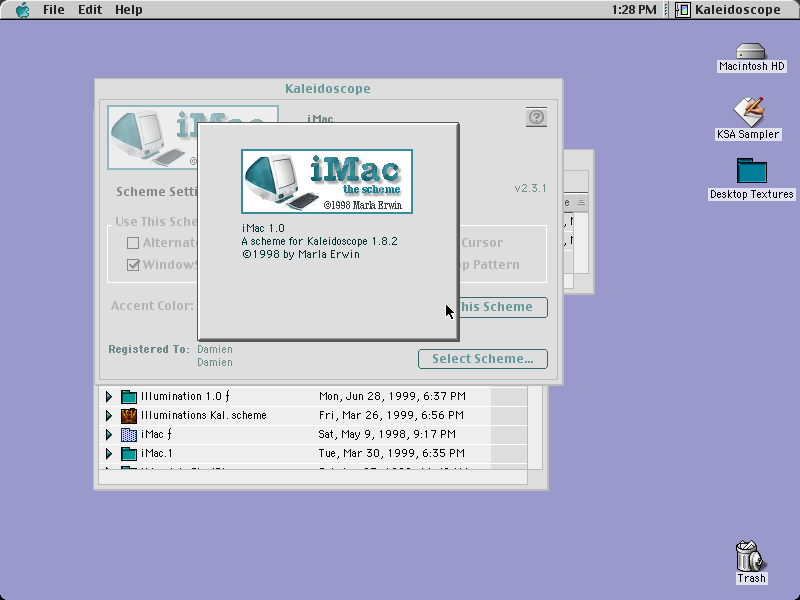 File Edit Help
1:28 PM
Kaleidoscope
Macintosh HD
KSA Sampler
Desktop Textures
Kaleidoscope
iMac
iMac
the scheme
©1998 Marla Erwin
iMac 1.0
A scheme for Kaleidoscope 1.8.2
©1998 by Marla Erwin
v2.3.1
Scheme Setti
Use This Sche
Alternat
Cursor
Window
op Pattern
Accent Color:
This Scheme
Registered To: Damien
Damien
Select Scheme...
Illumination 1.0 ƒ Mon, Jun 28, 1999, 6:37 PM
Illuminations Kal. scheme Fri, Mar 26, 1999, 6:56 PM
iMac ƒ Sat, May 9, 1998, 9:17 PM
iMac.1 Tue, Mar 30, 1999, 6:35 PM
Trash